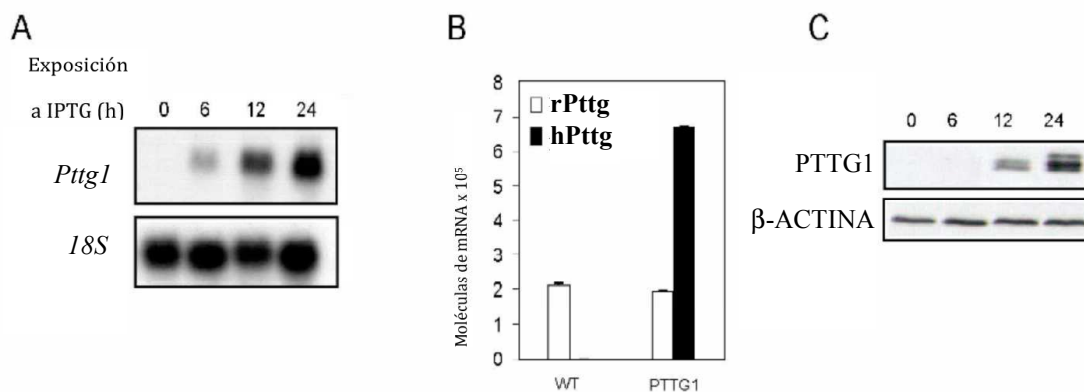 A
Exposición
a IPTG (h) 0 6 12 24
Pttg1
18S
B
8
7
6
5
4
3
2
1
0
Moléculas de mRNA x 10⁵
rPttg
hPttg
WT PTTG1
C
0 6 12 24
PTTG1
β-ACTINA